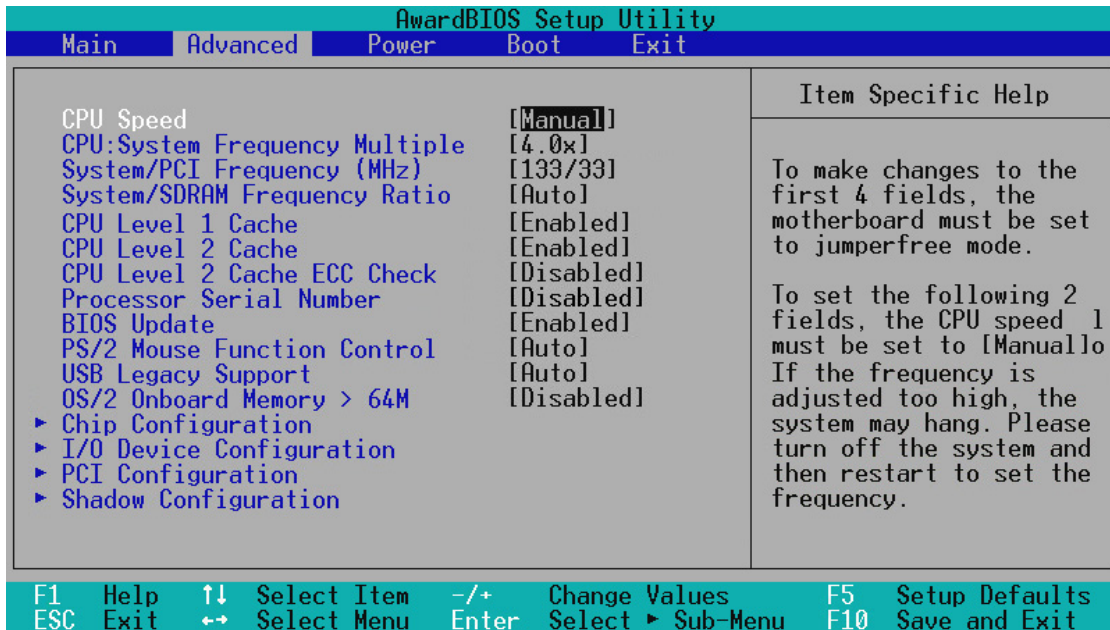 AwardBIOS Setup Utility
Main Advanced Power Boot Exit
CPU Speed [Manual]
CPU:System Frequency Multiple [4.0x]
System/PCI Frequency (MHz) [133/33]
System/SDRAM Frequency Ratio [Auto]
CPU Level 1 Cache [Enabled]
CPU Level 2 Cache [Enabled]
CPU Level 2 Cache ECC Check [Disabled]
Processor Serial Number [Disabled]
BIOS Update [Enabled]
PS/2 Mouse Function Control [Auto]
USB Legacy Support [Auto]
OS/2 Onboard Memory > 64M [Disabled]
▶ Chip Configuration
▶ I/O Device Configuration
▶ PCI Configuration
▶ Shadow Configuration
Item Specific Help
To make changes to the
first 4 fields, the
motherboard must be set
to jumperfree mode.
To set the following 2
fields, the CPU speed l
must be set to [Manual]o
If the frequency is
adjusted too high, the
system may hang. Please
turn off the system and
then restart to set the
frequency.
F1 Help ↑↓ Select Item -/+ Change Values F5 Setup Defaults
ESC Exit ←→ Select Menu Enter Select ▶ Sub-Menu F10 Save and Exit